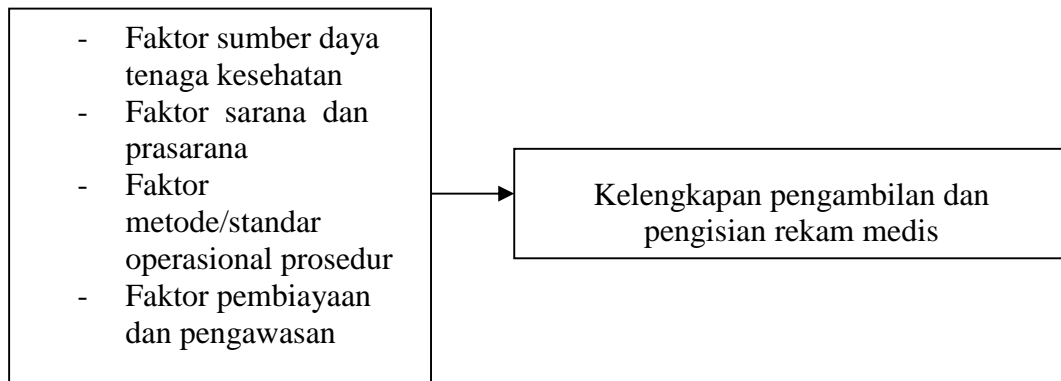 - Faktor sumber daya
tenaga kesehatan
- Faktor sarana dan
prasarana
- Faktor
metode/standar
operasional prosedur
- Faktor pembiayaan
dan pengawasan
Kelengkapan pengambilan dan
pengisian rekam medis